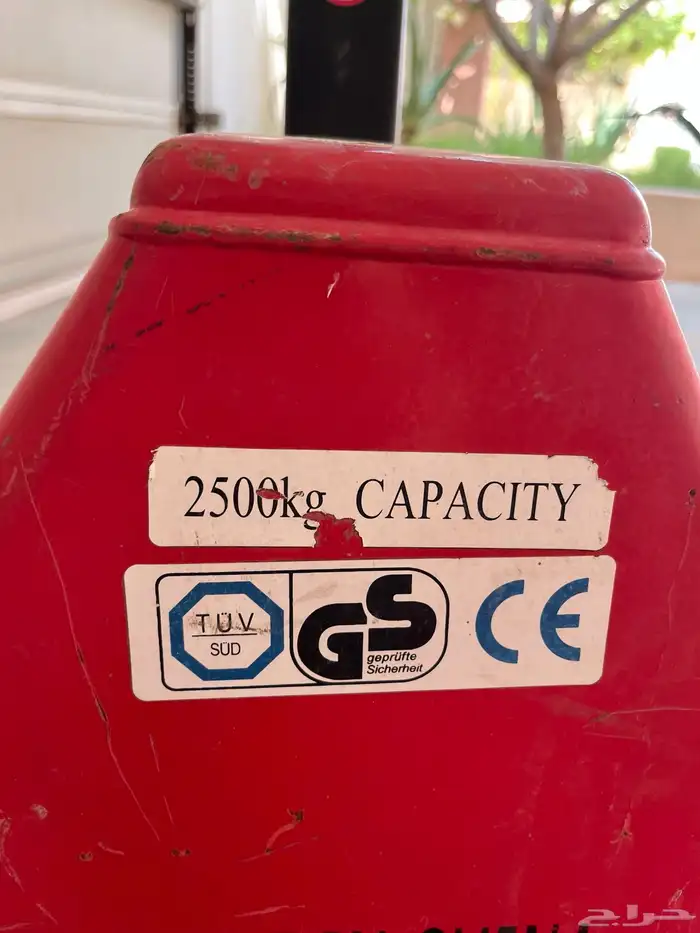 2500kg CAPACITY
TÜV
SÜD
GS
geprüfte
Sicherheit
CE
حراج